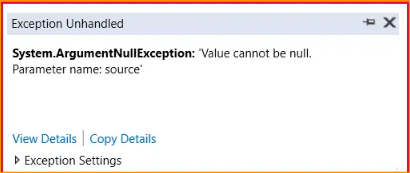 Exception Unhandled
System.ArgumentNullException: 'Value cannot be null.
Parameter name: source'
View Details | Copy Details
Exception Settings